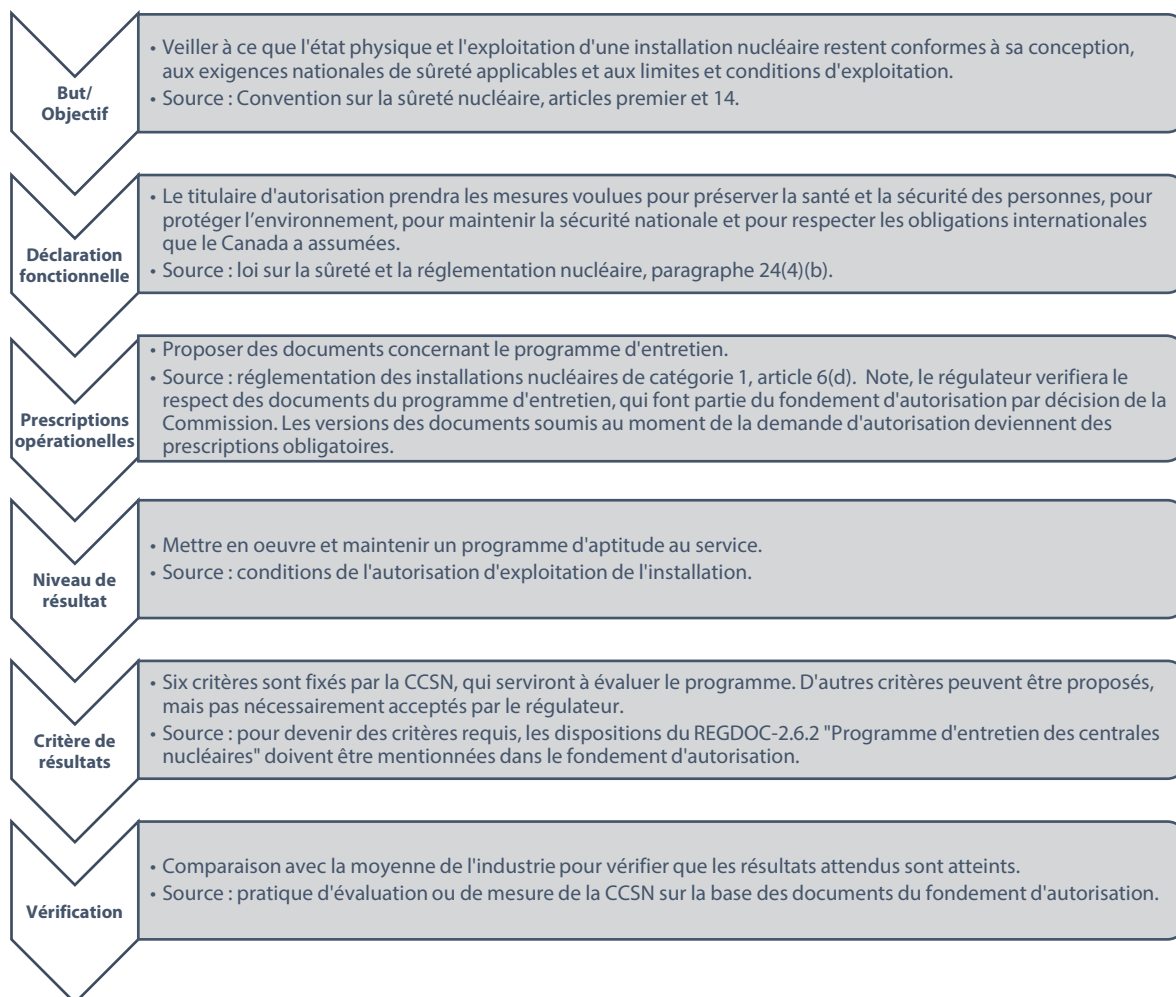 But/
Objectif
• Veiller à ce que l'état physique et l'exploitation d'une installation nucléaire restent conformes à sa conception,
aux exigences nationales de sûreté applicables et aux limites et conditions d'exploitation.
• Source : Convention sur la sûreté nucléaire, articles premier et 14.
Déclaration
fonctionnelle
• Le titulaire d'autorisation prendra les mesures voulues pour préserver la santé et la sécurité des personnes, pour
protéger l'environnement, pour maintenir la sécurité nationale et pour respecter les obligations internationales
que le Canada a assumées.
• Source : loi sur la sûreté et la réglementation nucléaire, paragraphe 24(4)(b).
Prescriptions
opérationelles
• Proposer des documents concernant le programme d'entretien.
• Source : réglementation des installations nucléaires de catégorie 1, article 6(d). Note, le régulateur verifiera le
respect des documents du programme d'entretien, qui font partie du fondement d'autorisation par décision de la
Commission. Les versions des documents soumis au moment de la demande d'autorisation deviennent des
prescriptions obligatoires.
Niveau de
résultat
• Mettre en oeuvre et maintenir un programme d'aptitude au service.
• Source : conditions de l'autorisation d'exploitation de l'installation.
Critère de
résultats
• Six critères sont fixés par la CCSN, qui serviront à évaluer le programme. D'autres critères peuvent être proposés,
mais pas nécessairement acceptés par le régulateur.
• Source : pour devenir des critères requis, les dispositions du REGDOC-2.6.2 "Programme d'entretien des centrales
nucléaires" doivent être mentionnées dans le fondement d'autorisation.
Vérification
• Comparaison avec la moyenne de l'industrie pour vérifier que les résultats attendus sont atteints.
• Source : pratique d'évaluation ou de mesure de la CCSN sur la base des documents du fondement d'autorisation.